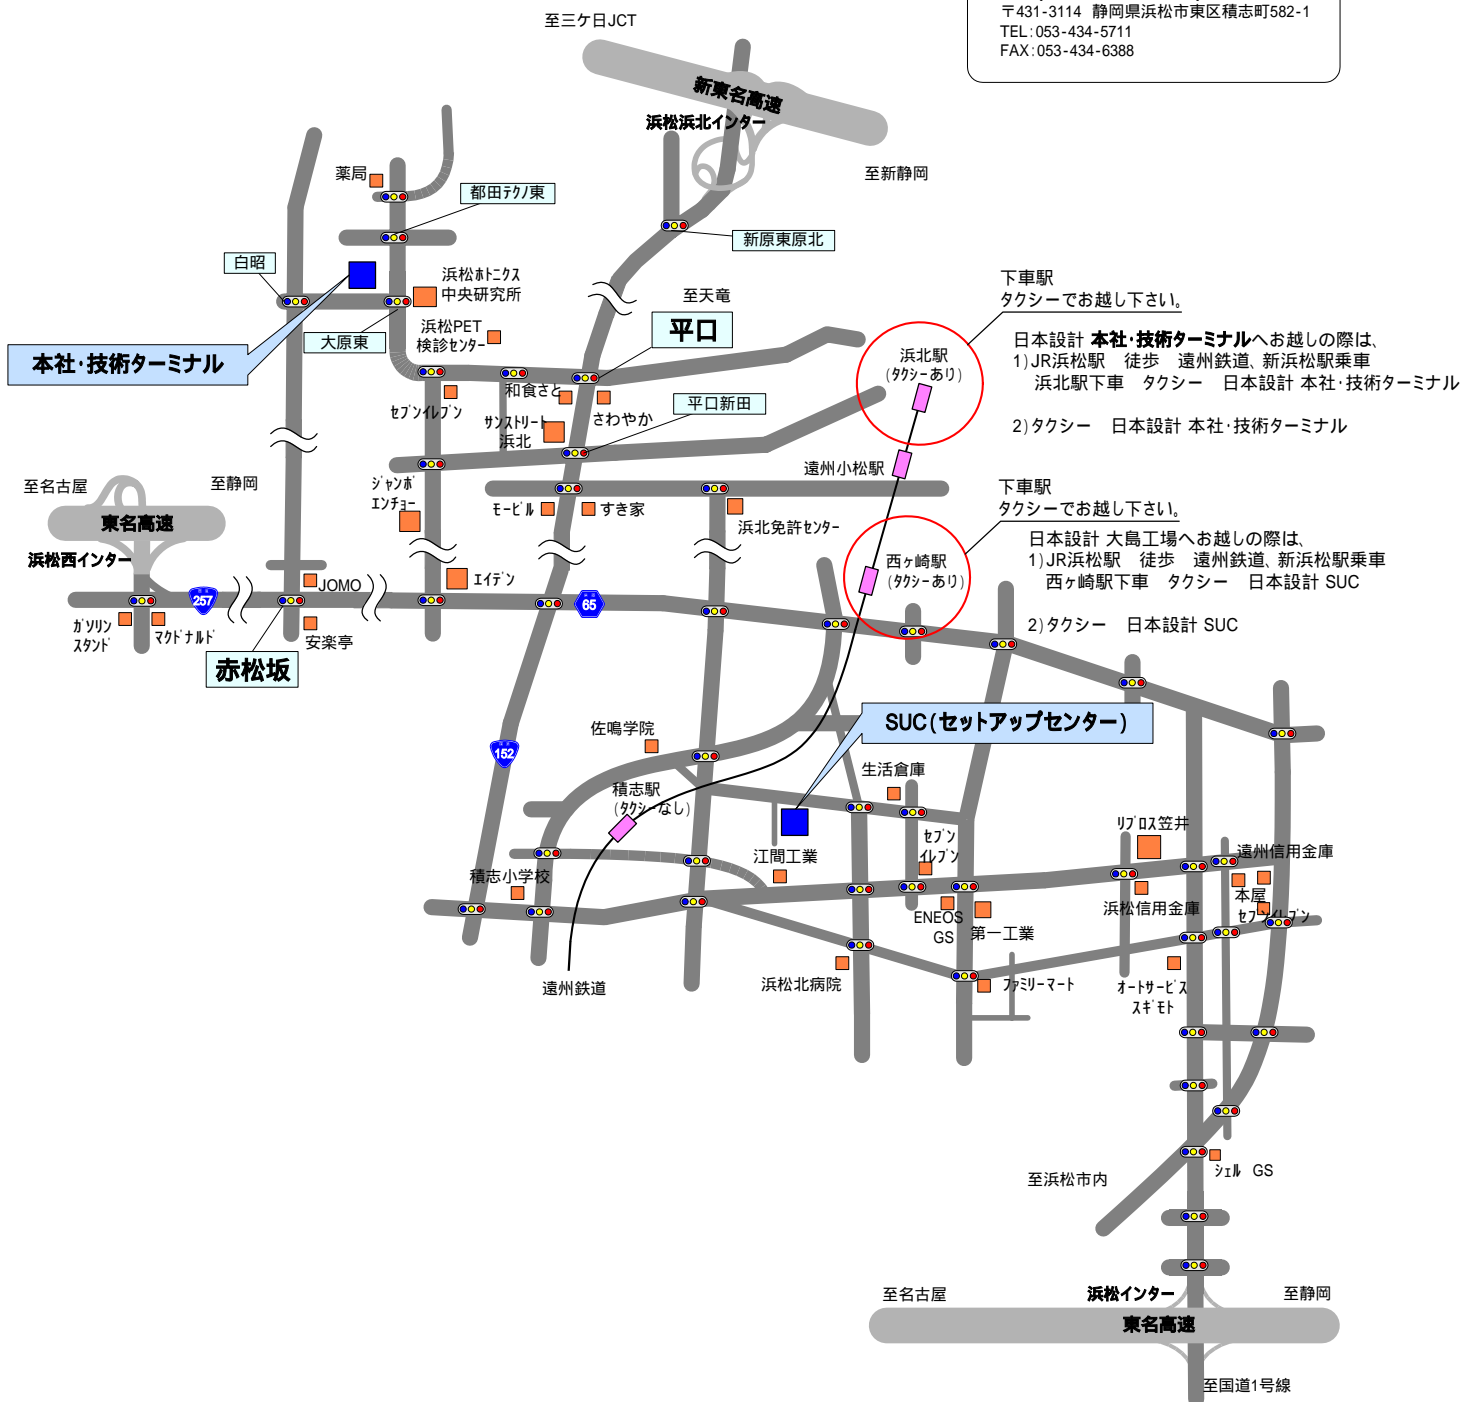 〒431-3114 静岡県浜松市東区積志町582-1
TEL:053-434-5711
FAX:053-434-6388
至三ケ日JCT
新東名高速
浜松浜北インター
至新静岡
薬局
都田ﾃｸﾉ東
新原東原北
白昭
浜松ﾎﾄﾆｸｽ
中央研究所
至天竜
大原東
浜松PET
検診ｾﾝﾀｰ
平口
本社・技術ターミナル
下車駅
タクシーでお越し下さい。
浜北駅
(ﾀｸｼｰあり)
日本設計 本社・技術ターミナルへお越しの際は、
1)JR浜松駅 徒歩 遠州鉄道、新浜松駅乗車
浜北駅下車 タクシー 日本設計 本社・技術ターミナル
2)タクシー 日本設計 本社・技術ターミナル
ｾﾌﾞﾝｲﾚﾌﾞﾝ
和食さと
さわやか
平口新田
ｻﾝｽﾄﾘｰﾄ
浜北
遠州小松駅
至名古屋
至静岡
東名高速
浜松西インター
ｼﾞｬﾝﾎﾞ
ｴﾝﾁｮｰ
ﾓｰﾋﾞﾙ
すき家
浜北免許ｾﾝﾀｰ
下車駅
タクシーでお越し下さい。
西ヶ崎駅
(ﾀｸｼｰあり)
日本設計 大島工場へお越しの際は、
1)JR浜松駅 徒歩 遠州鉄道、新浜松駅乗車
西ヶ崎駅下車 タクシー 日本設計 SUC
2)タクシー 日本設計 SUC
JOMO
ｴｲﾃﾞﾝ
257
65
ｶﾞｿﾘﾝ
ｽﾀﾝﾄﾞ
ﾏｸﾄﾞﾅﾙﾄﾞ
安楽亭
赤松坂
SUC(セットアップセンター)
佐鳴学院
152
生活倉庫
積志駅
(ﾀｸｼｰなし)
ｾﾌﾞﾝ
ｲﾚﾌﾞﾝ
ﾘﾌﾞﾛｽ笠井
遠州信用金庫
江間工業
積志小学校
本屋
ｾﾌﾞﾝｲﾚﾌﾞﾝ
浜松信用金庫
ENEOS
GS
第一工業
遠州鉄道
浜松北病院
ﾌｧﾐﾘｰﾏｰﾄ
ｵｰﾄｻｰﾋﾞｽ
ｽｷﾞﾓﾄ
至浜松市内
ｼｪﾙ GS
至名古屋
浜松インター
至静岡
東名高速
至国道1号線